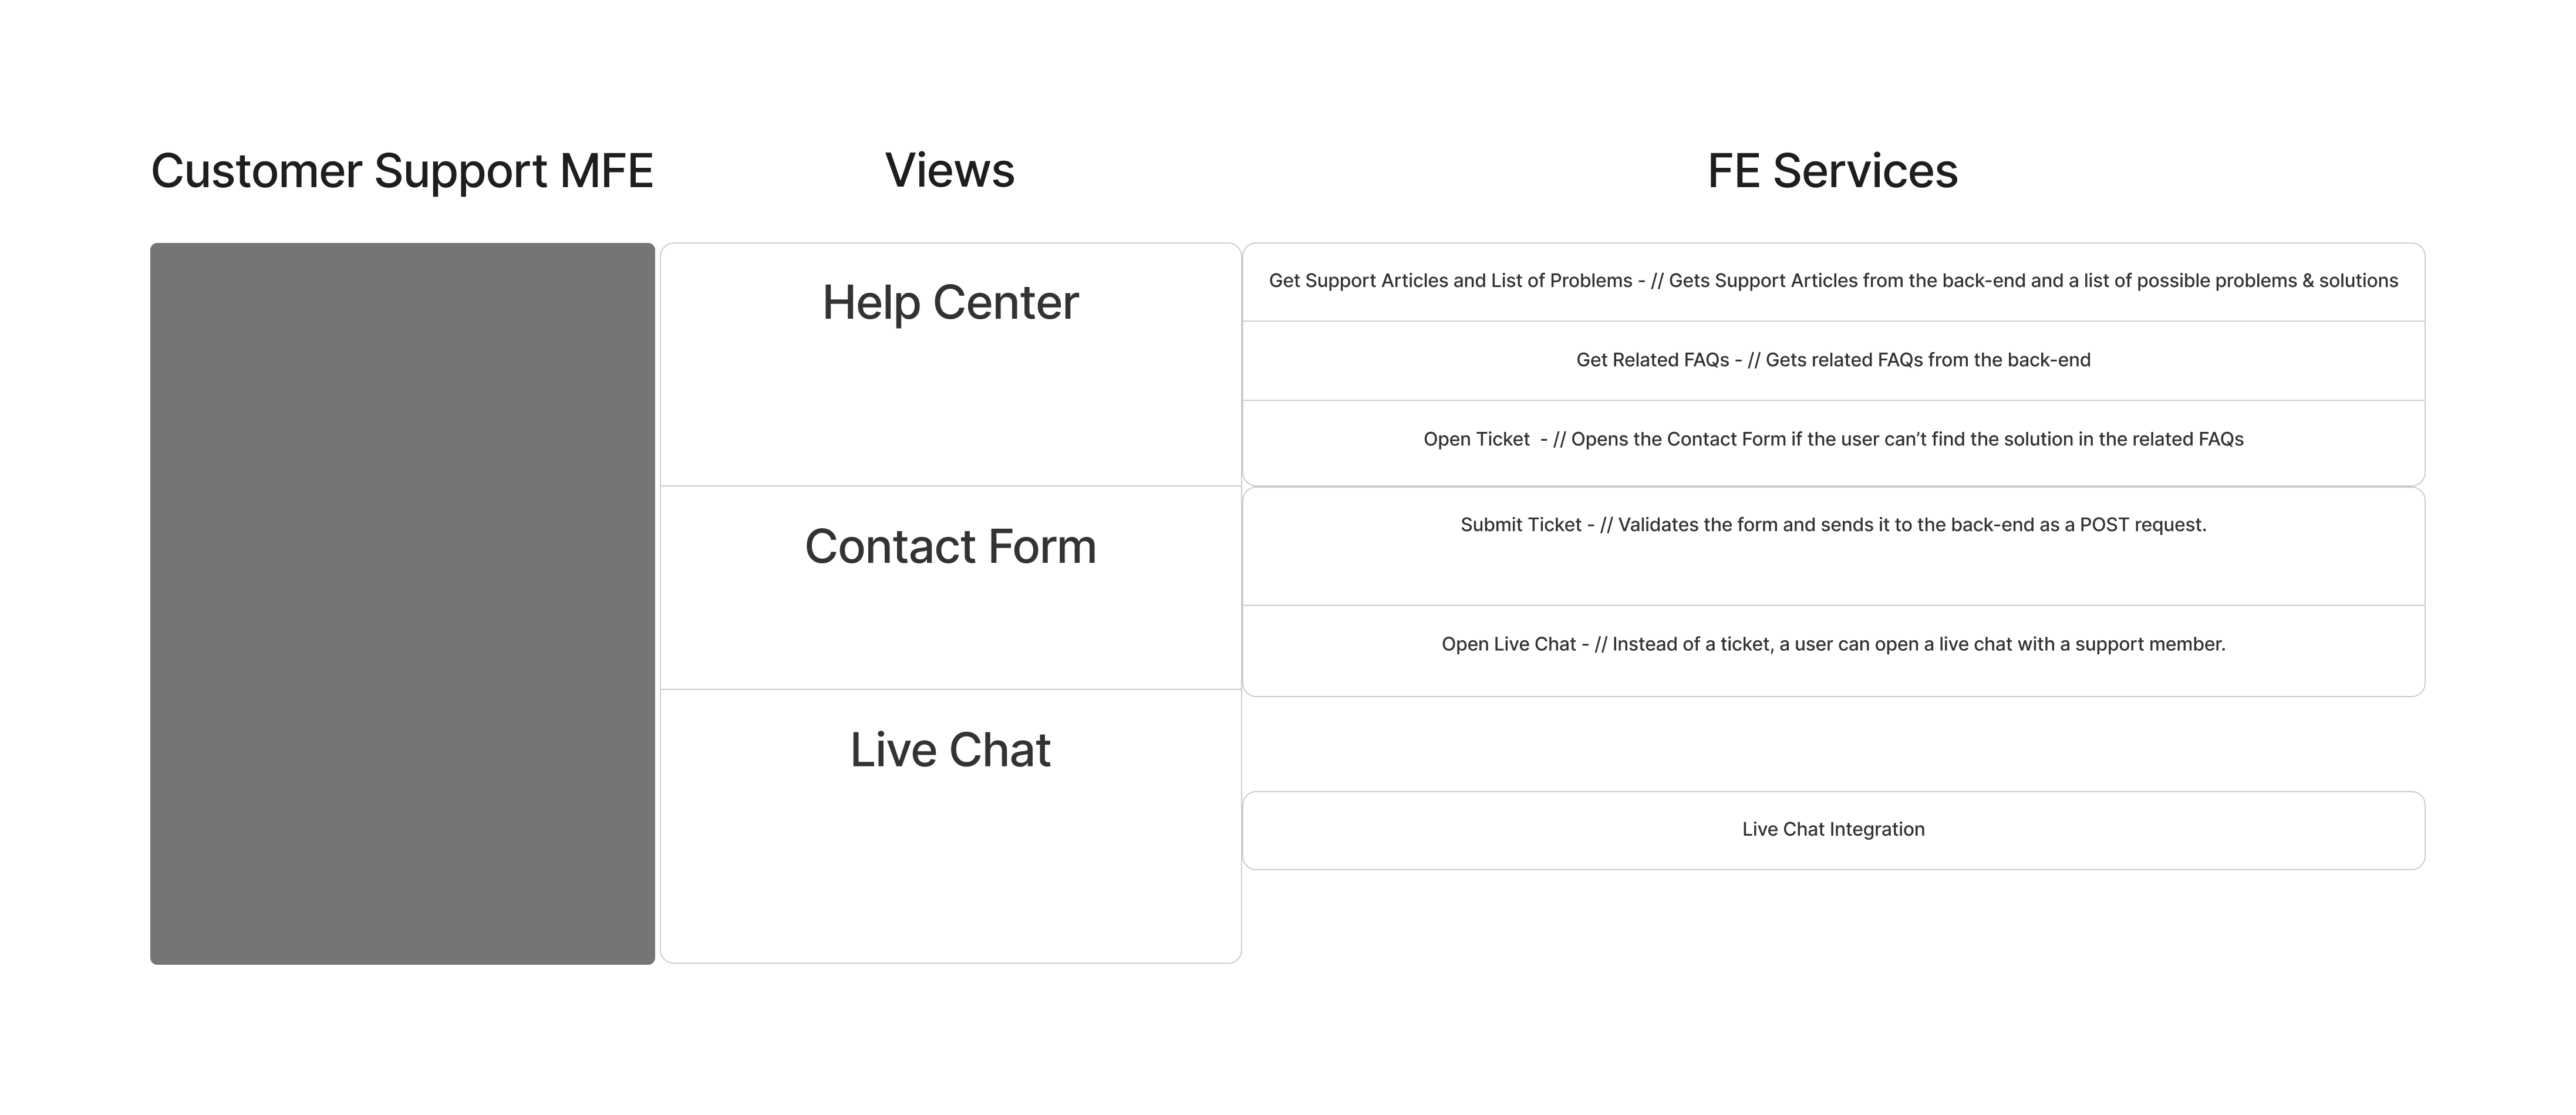 Customer Support MFE
Views
FE Services
Help Center
Get Support Articles and List of Problems - // Gets Support Articles from the back-end and a list of possible problems & solutions
Get Related FAQs - // Gets related FAQs from the back-end
Open Ticket  - // Opens the Contact Form if the user can’t find the solution in the related FAQs
Contact Form
Submit Ticket - // Validates the form and sends it to the back-end as a POST request.
Open Live Chat - // Instead of a ticket, a user can open a live chat with a support member.
Live Chat
Live Chat Integration